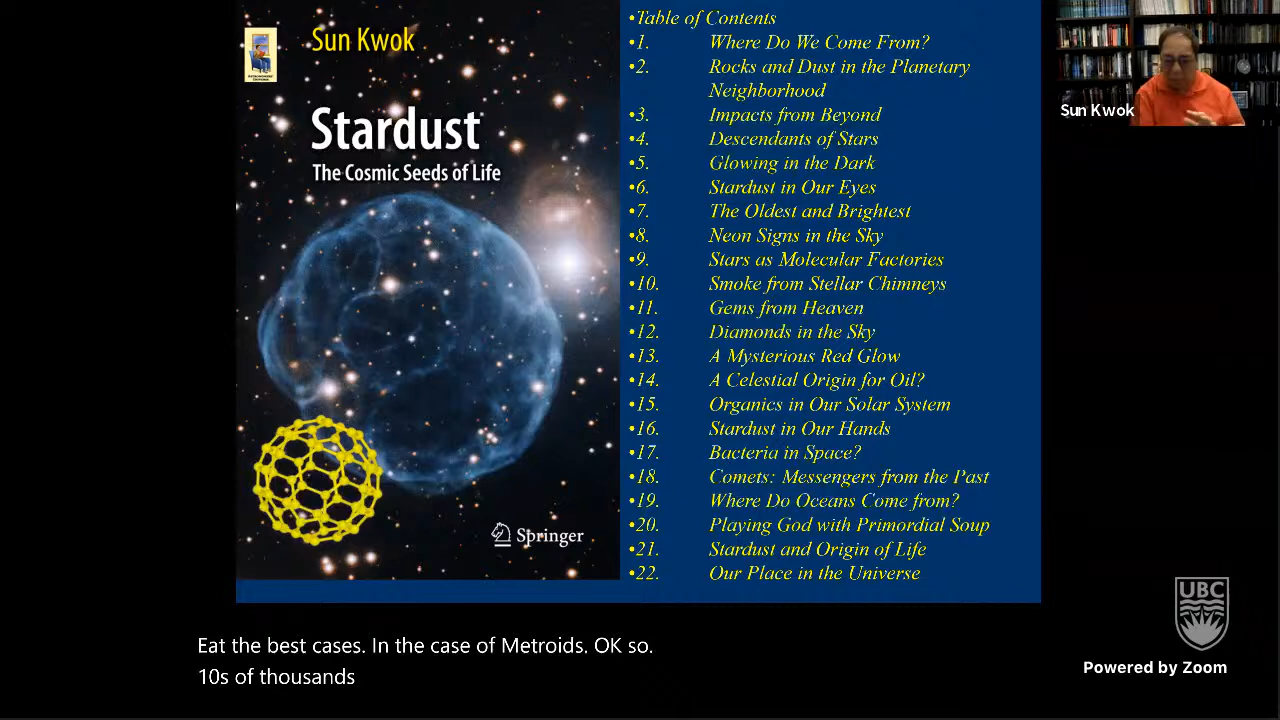 Sun Kwok
Stardust
The Cosmic Seeds of Life
Springer
•Table of Contents
•1. Where Do We Come From?
•2. Rocks and Dust in the Planetary
Neighborhood
•3. Impacts from Beyond
•4. Descendants of Stars
•5. Glowing in the Dark
•6. Stardust in Our Eyes
•7. The Oldest and Brightest
•8. Neon Signs in the Sky
•9. Stars as Molecular Factories
•10. Smoke from Stellar Chimneys
•11. Gems from Heaven
•12. Diamonds in the Sky
•13. A Mysterious Red Glow
•14. A Celestial Origin for Oil?
•15. Organics in Our Solar System
•16. Stardust in Our Hands
•17. Bacteria in Space?
•18. Comets: Messengers from the Past
•19. Where Do Oceans Come from?
•20. Playing God with Primordial Soup
•21. Stardust and Origin of Life
•22. Our Place in the Universe
Sun Kwok
Eat the best cases. In the case of Metroids. OK so.
10s of thousands
UBC
Powered by Zoom